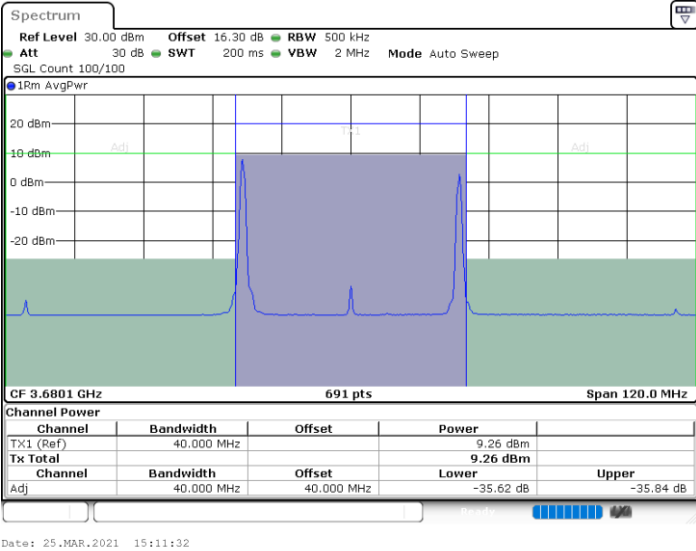 Spectrum
Ref Level 30.00 dBm Offset 16.30 dB RBW 500 kHz
Att 30 dB SWT 200 ms VBW 2 MHz Mode Auto Sweep
SGL Count 100/100
1Rm AvgPwr
20 dBm
TX1
Adj Adj
10 dBm
0 dBm
-10 dBm
-20 dBm
CF 3.6801 GHz 691 pts Span 120.0 MHz
Channel Power
Channel Bandwidth Offset Power
TX1 (Ref) 40.000 MHz 9.26 dBm
Tx Total 9.26 dBm
Channel Bandwidth Offset Lower Upper
Adj 40.000 MHz 40.000 MHz -35.62 dB -35.84 dB
Ready
Date: 25.MAR.2021 15:11:32